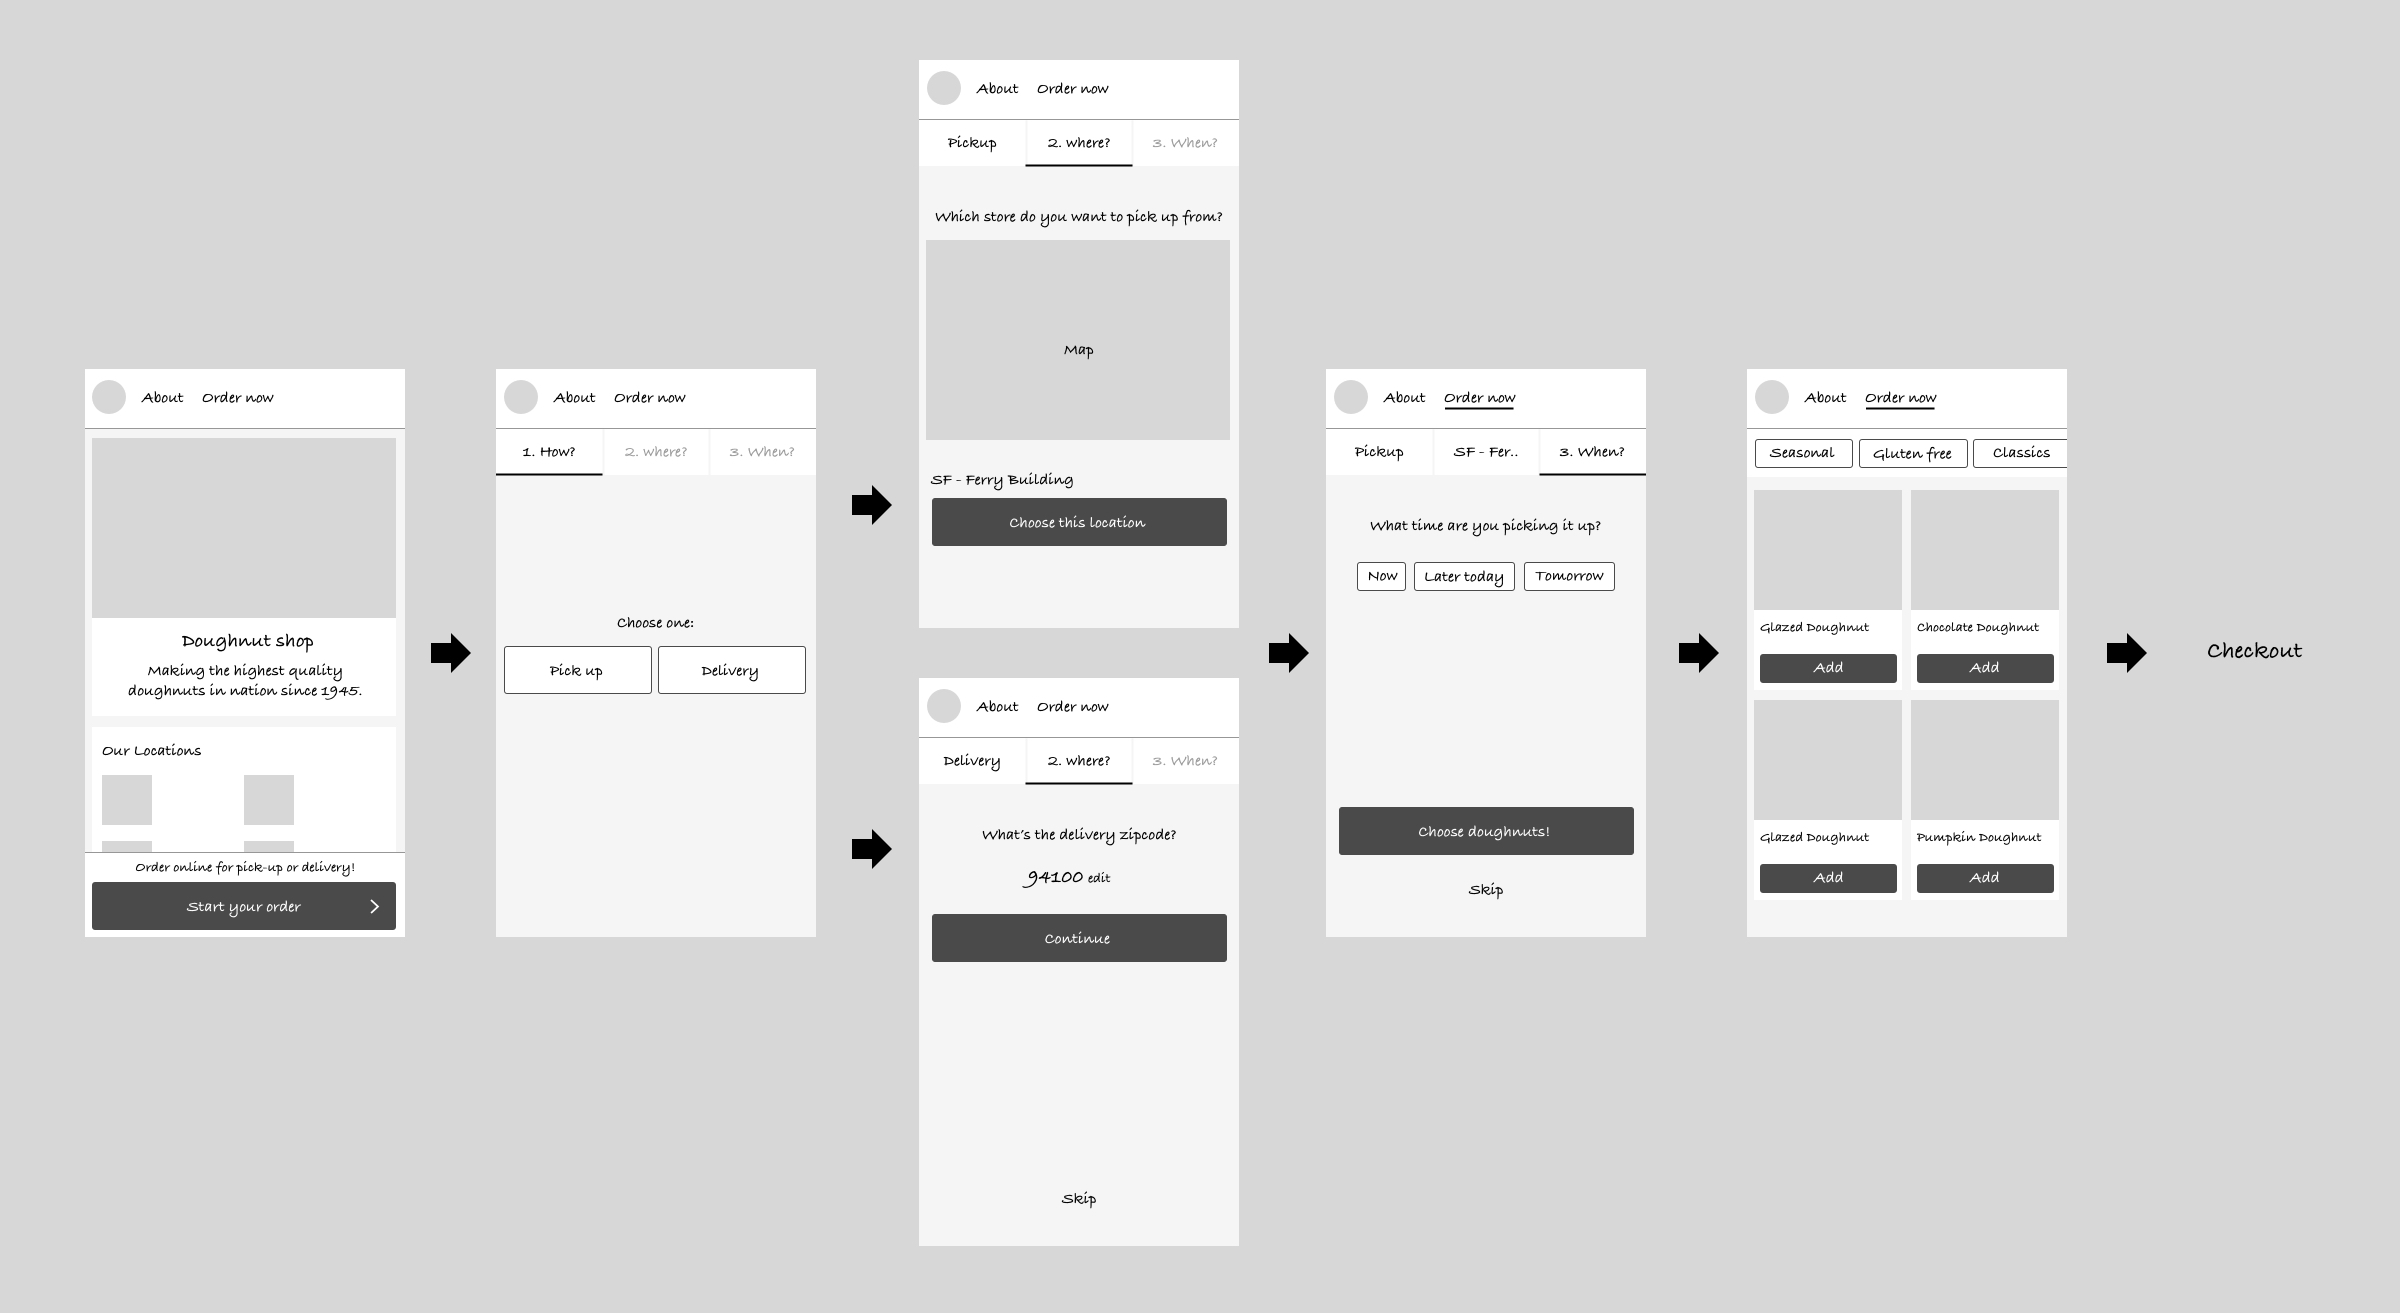 About Order now
Doughnut shop
Making the highest quality
doughnuts in nation since 1945.
Our Locations
Order online for pick-up or delivery!
Start your order
About Order now
1. How? 2. where? 3. When?
Choose one:
Pick up Delivery
About Order now
Pickup 2. where? 3. When?
Which store do you want to pick up from?
Map
SF - Ferry Building
Choose this location
About Order now
Delivery 2. where? 3. When?
What's the delivery zipcode?
94100 edit
Continue
Skip
About Order now
Pickup SF - Fer.. 3. When?
What time are you picking it up?
Now Later today Tomorrow
Choose doughnuts!
Skip
About Order now
Seasonal Gluten free Classics
Glazed Doughnut Chocolate Doughnut
Add Add
Glazed Doughnut Pumpkin Doughnut
Add Add
Checkout